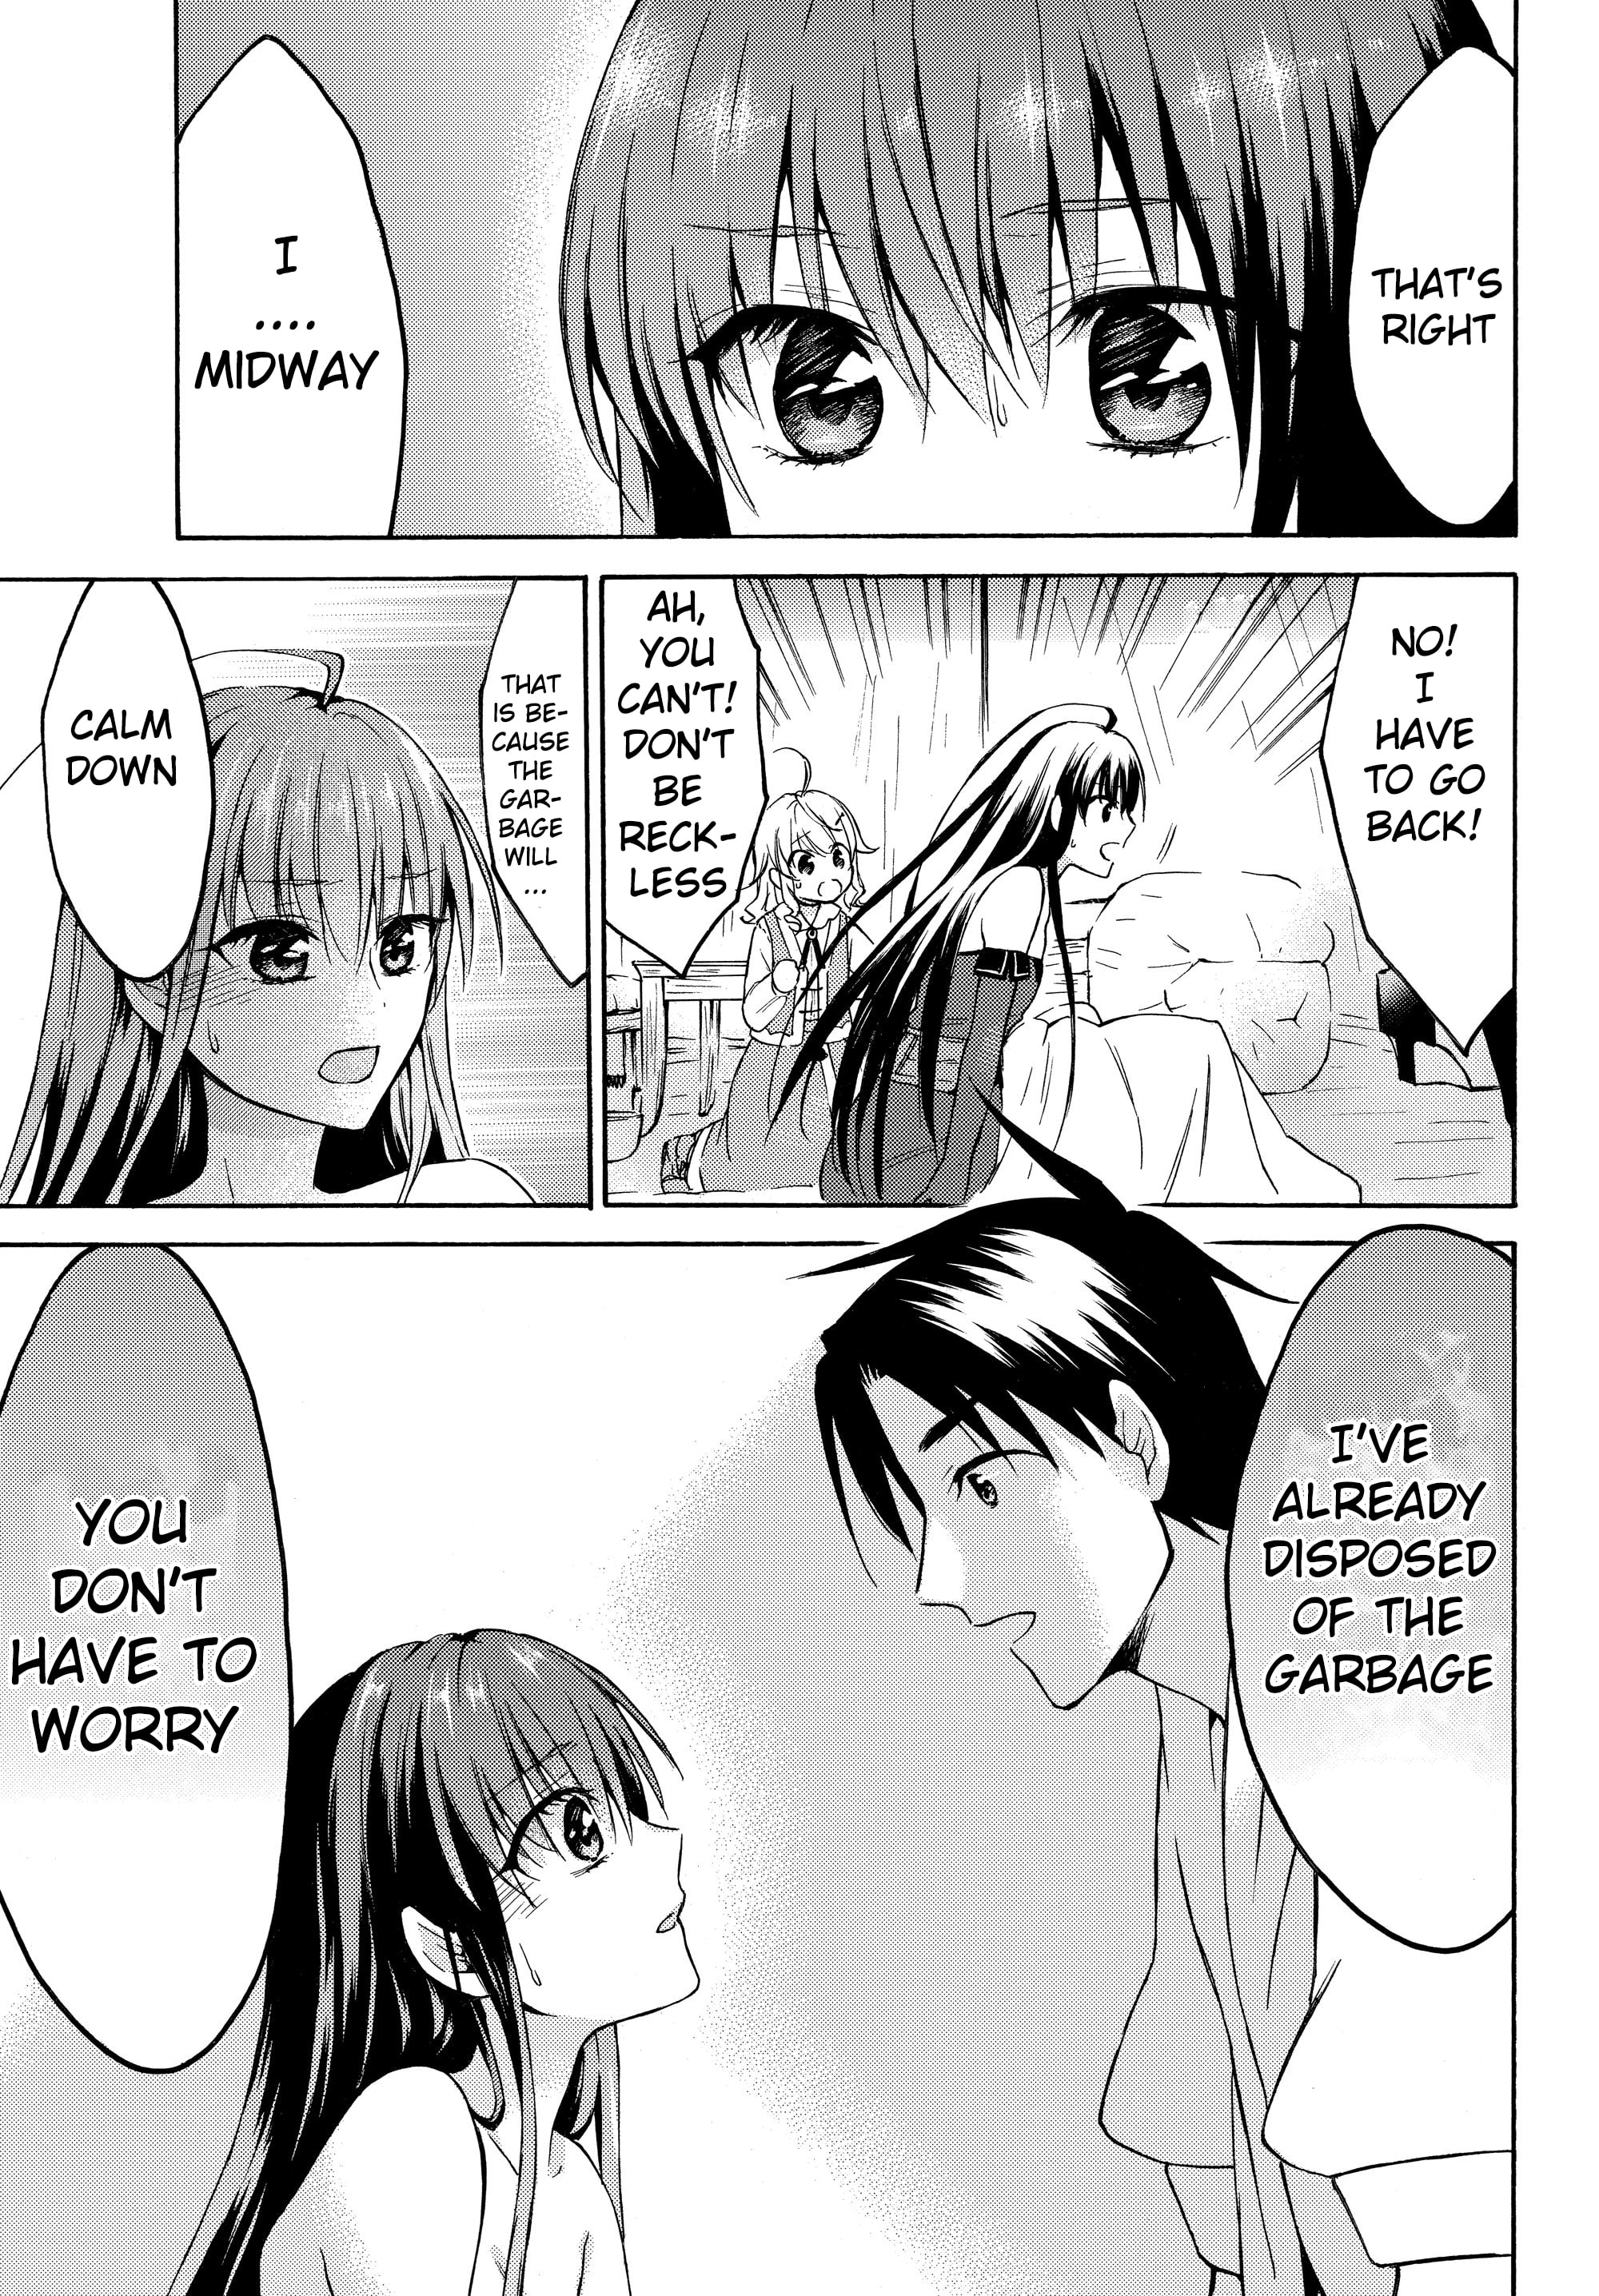 THAT'S
RIGHT
I
....
MIDWAY
NO!
I
HAVE
TO GO
BACK!
AH,
YOU
CAN'T!
DON'T
BE
RECK-
LESS
THAT
IS BE-
CAUSE
THE
GAR-
BAGE
WILL
...
CALM
DOWN
I'VE
ALREADY
DISPOSED
OF THE
GARBAGE
YOU
DON'T
HAVE TO
WORRY